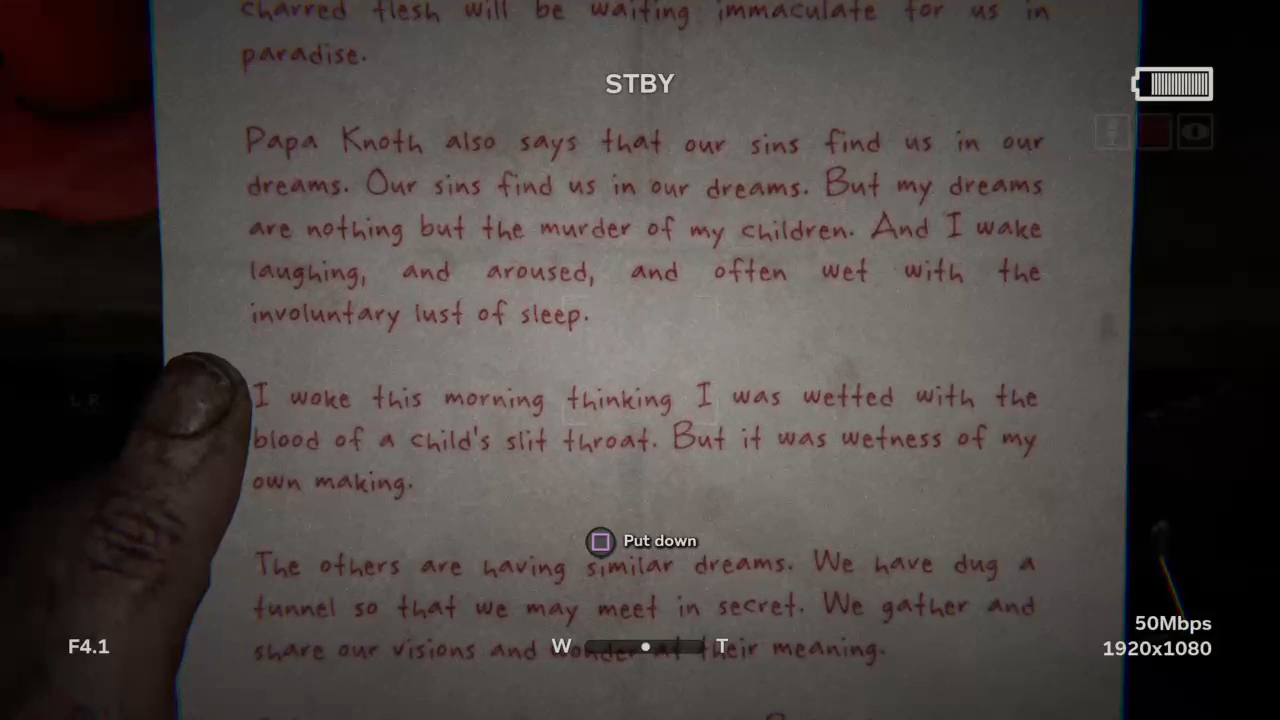 charred flesh will be waiting immaculate for us in
paradise.
STBY
Papa Knoth also says that our sins find us in our
dreams. Our sins find us in our dreams. But my dreams
are nothing but the murder of my children. And I wake
laughing, and aroused, and often wet with the
involuntary lust of sleep.
I woke this morning thinking I was wetted with the
blood of a child's slit throat. But it was wetness of my
own making.
Put down
The others are having similar dreams. We have dug a
tunnel so that we may meet in secret. We gather and
share our visions and wonder at their meaning.
F4.1
W T
50Mbps
1920x1080